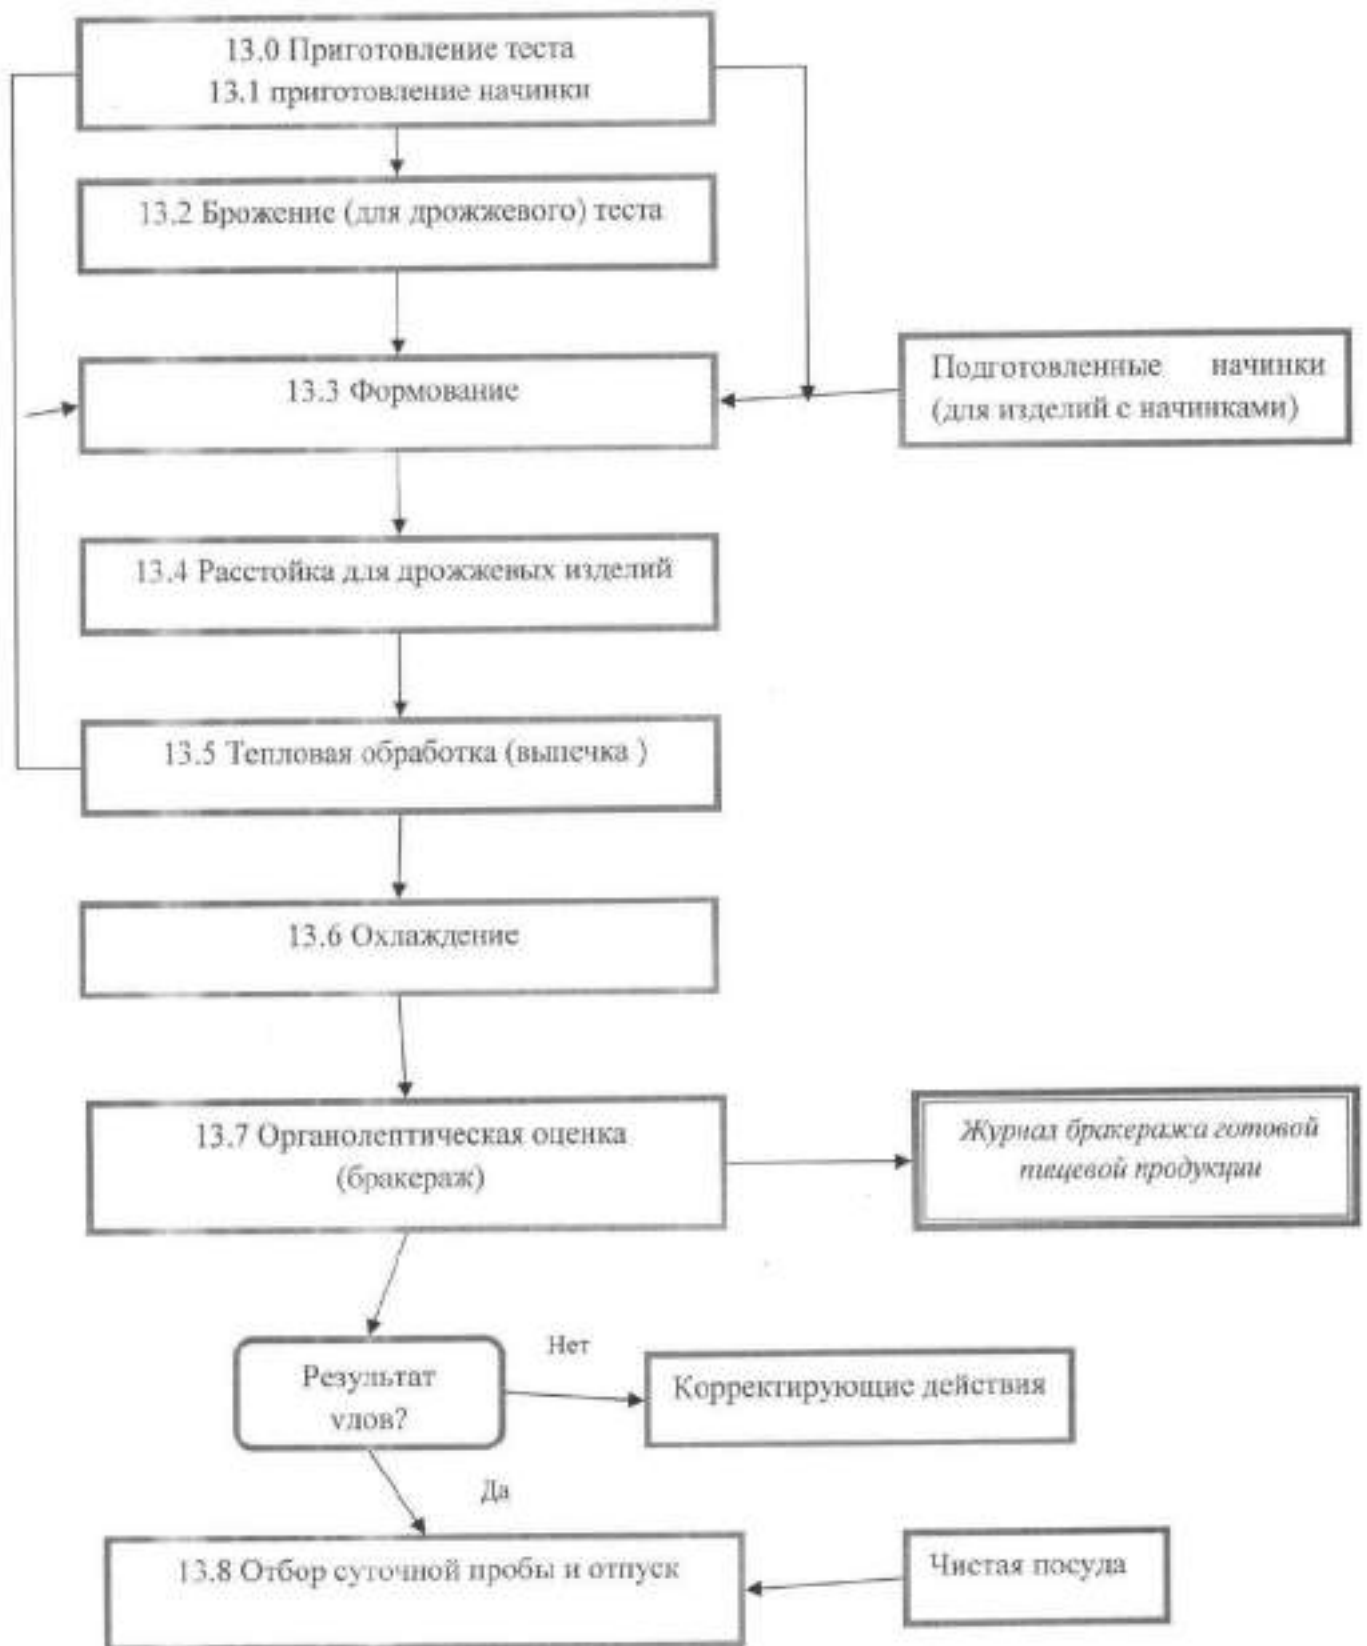 13.0 Приготовление теста
13.1 приготовление начинки
13.2 Брожение (для дрожжевого) теста
13.3 Формование
Подготовленные начинки
(для изделий с начинками)
13.4 Расстойка для дрожжевых изделий
13.5 Тепловая обработка (выпечка )
13.6 Охлаждение
13.7 Органолептическая оценка
(бракераж)
Журнал бракеража готовой
пищевой продукции
Результат
удов?
Нет
Корректирующие действия
Да
13.8 Отбор суточной пробы и отпуск
Чистая посуда